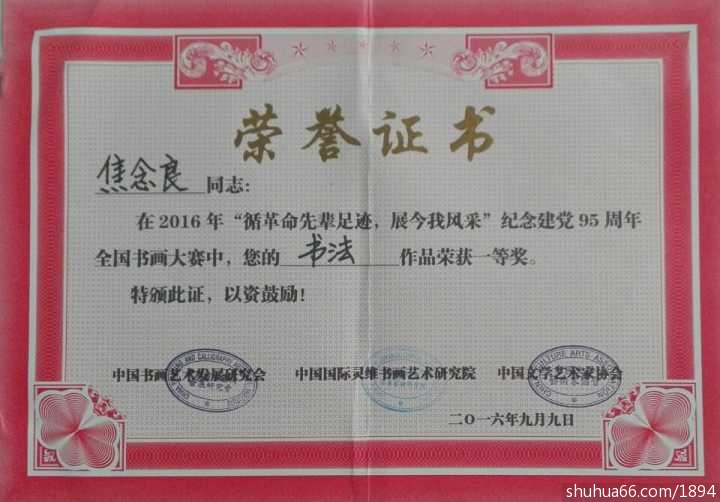 荣誉证书
焦念良同志:
在2016年“循革命先辈足迹,展今我风采”纪念建党95周年
全国书画大赛中,您的书法作品荣获一等奖。
特颁此证,以资鼓励!
中国书画艺术发展研究会 中国国际灵维书画艺术研究院 中国文学艺术家协会
二〇一六年九月九日
shuhua66.com/1894